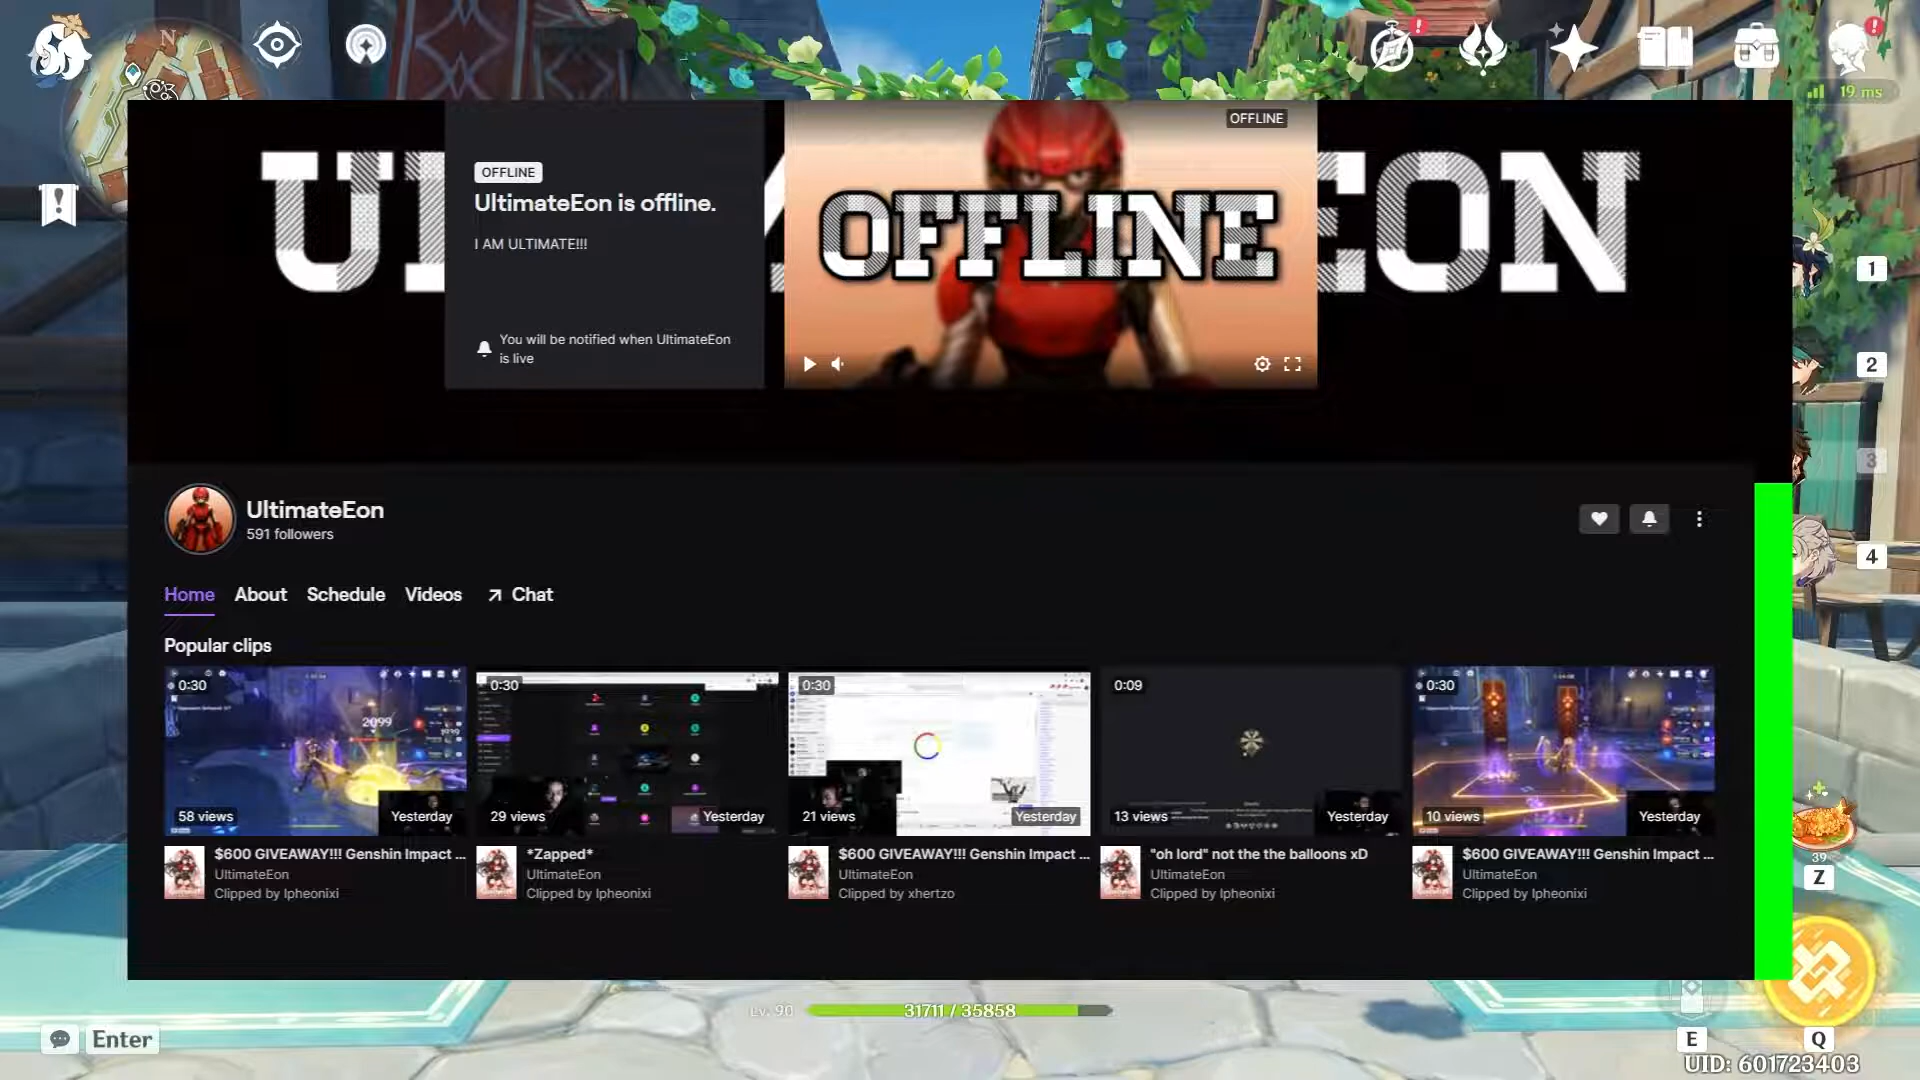 N
19 ms
OFFLINE
OFFLINE
UltimateEon is offline.
I AM ULTIMATE!!!
You will be notified when UltimateEon
is live
OFFLINE
EON
1
2
3
4
UltimateEon
591 followers
Home About Schedule Videos Chat
Popular clips
0:30 0:30 0:30 0:09 0:30
2099
58 views Yesterday 29 views Yesterday 21 views Yesterday 13 views Yesterday 10 views Yesterday
$600 GIVEAWAY!!! Genshin Impact ...
UltimateEon
Clipped by lpheonixi
*Zapped*
UltimateEon
Clipped by lpheonixi
$600 GIVEAWAY!!! Genshin Impact ...
UltimateEon
Clipped by xhertzo
"oh lord" not the the balloons xD
UltimateEon
Clipped by lpheonixi
$600 GIVEAWAY!!! Genshin Impact ...
UltimateEon
Clipped by lpheonixi
39
Z
Lv. 90 31711 / 35858
Enter
E Q
UID: 601723403